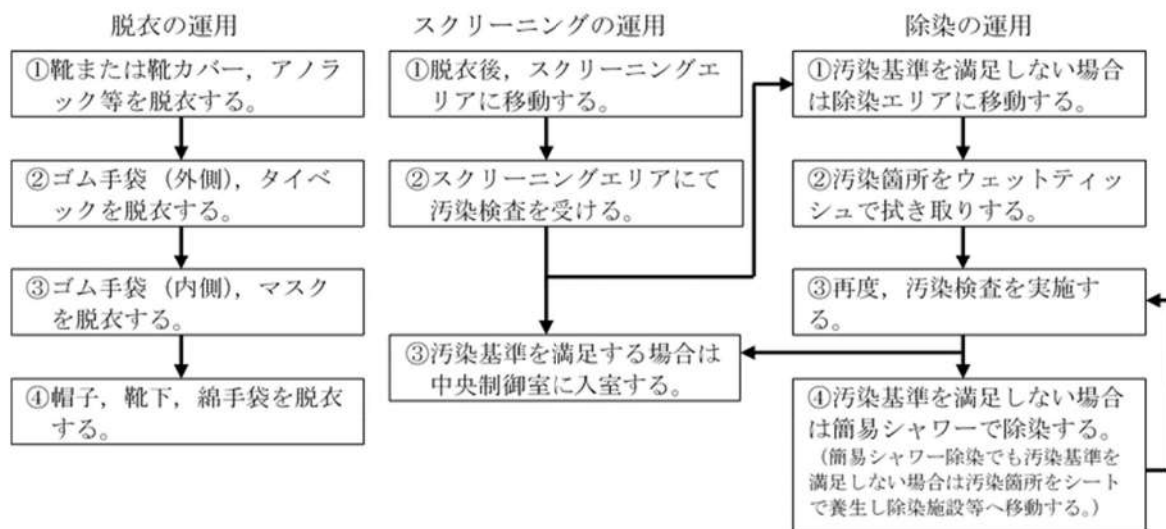 脱衣の運用
①靴または靴カバー，アノラ
ック等を脱衣する。
②ゴム手袋（外側），タイベ
ックを脱衣する。
③ゴム手袋（内側），マスク
を脱衣する。
④帽子，靴下，綿手袋を脱衣
する。
スクリーニングの運用
①脱衣後，スクリーニングエ
リアに移動する。
②スクリーニングエリアにて
汚染検査を受ける。
③汚染基準を満足する場合は
中央制御室に入室する。
除染の運用
①汚染基準を満足しない場合
は除染エリアに移動する。
②汚染箇所をウェットティッ
シュで拭き取りする。
③再度，汚染検査を実施す
る。
④汚染基準を満足しない場合
は簡易シャワーで除染する。
（簡易シャワー除染でも汚染基準を
満足しない場合は汚染箇所をシート
で養生し除染施設等へ移動する。）